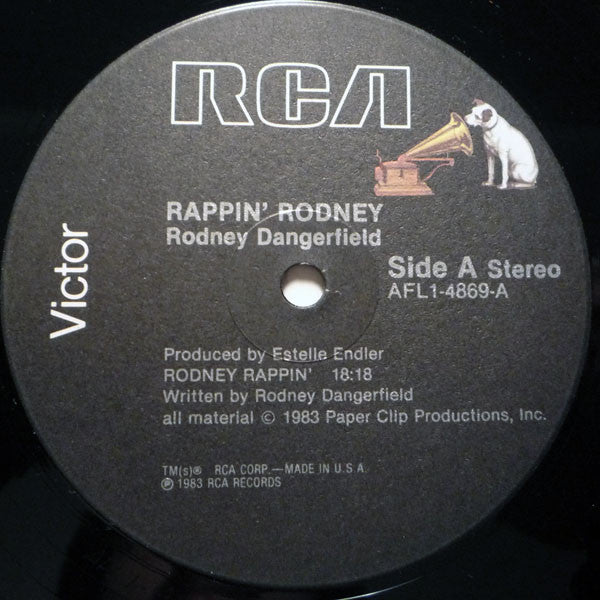 RCA
Victor
RAPPIN' RODNEY
Rodney Dangerfield
Side A Stereo
AFL1-4869-A
Produced by Estelle Endler
RODNEY RAPPIN' 18:18
Written by Rodney Dangerfield
all material © 1983 Paper Clip Productions, Inc.
TM(s)® RCA CORP.—MADE IN U.S.A.
℗ 1983 RCA RECORDS